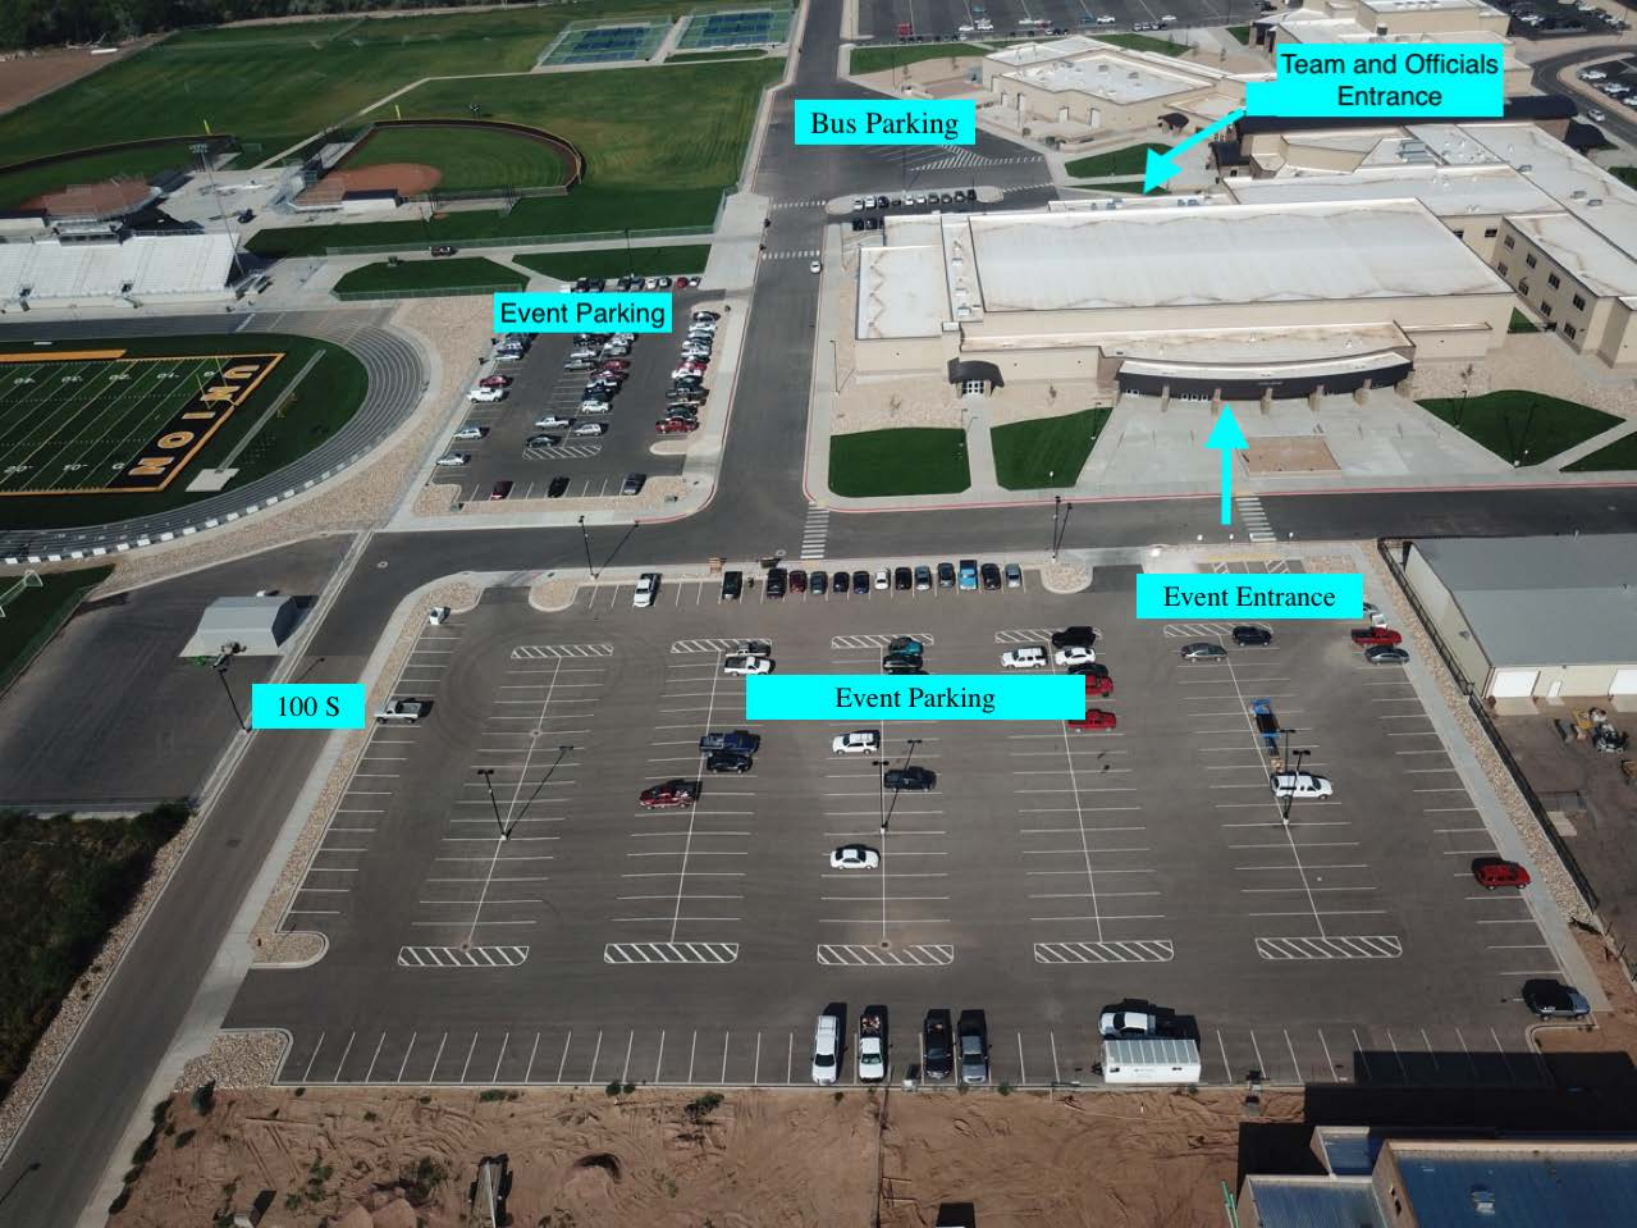 Team and Officials
Entrance
Bus Parking
Event Parking
UNION
Event Entrance
Event Parking
100 S